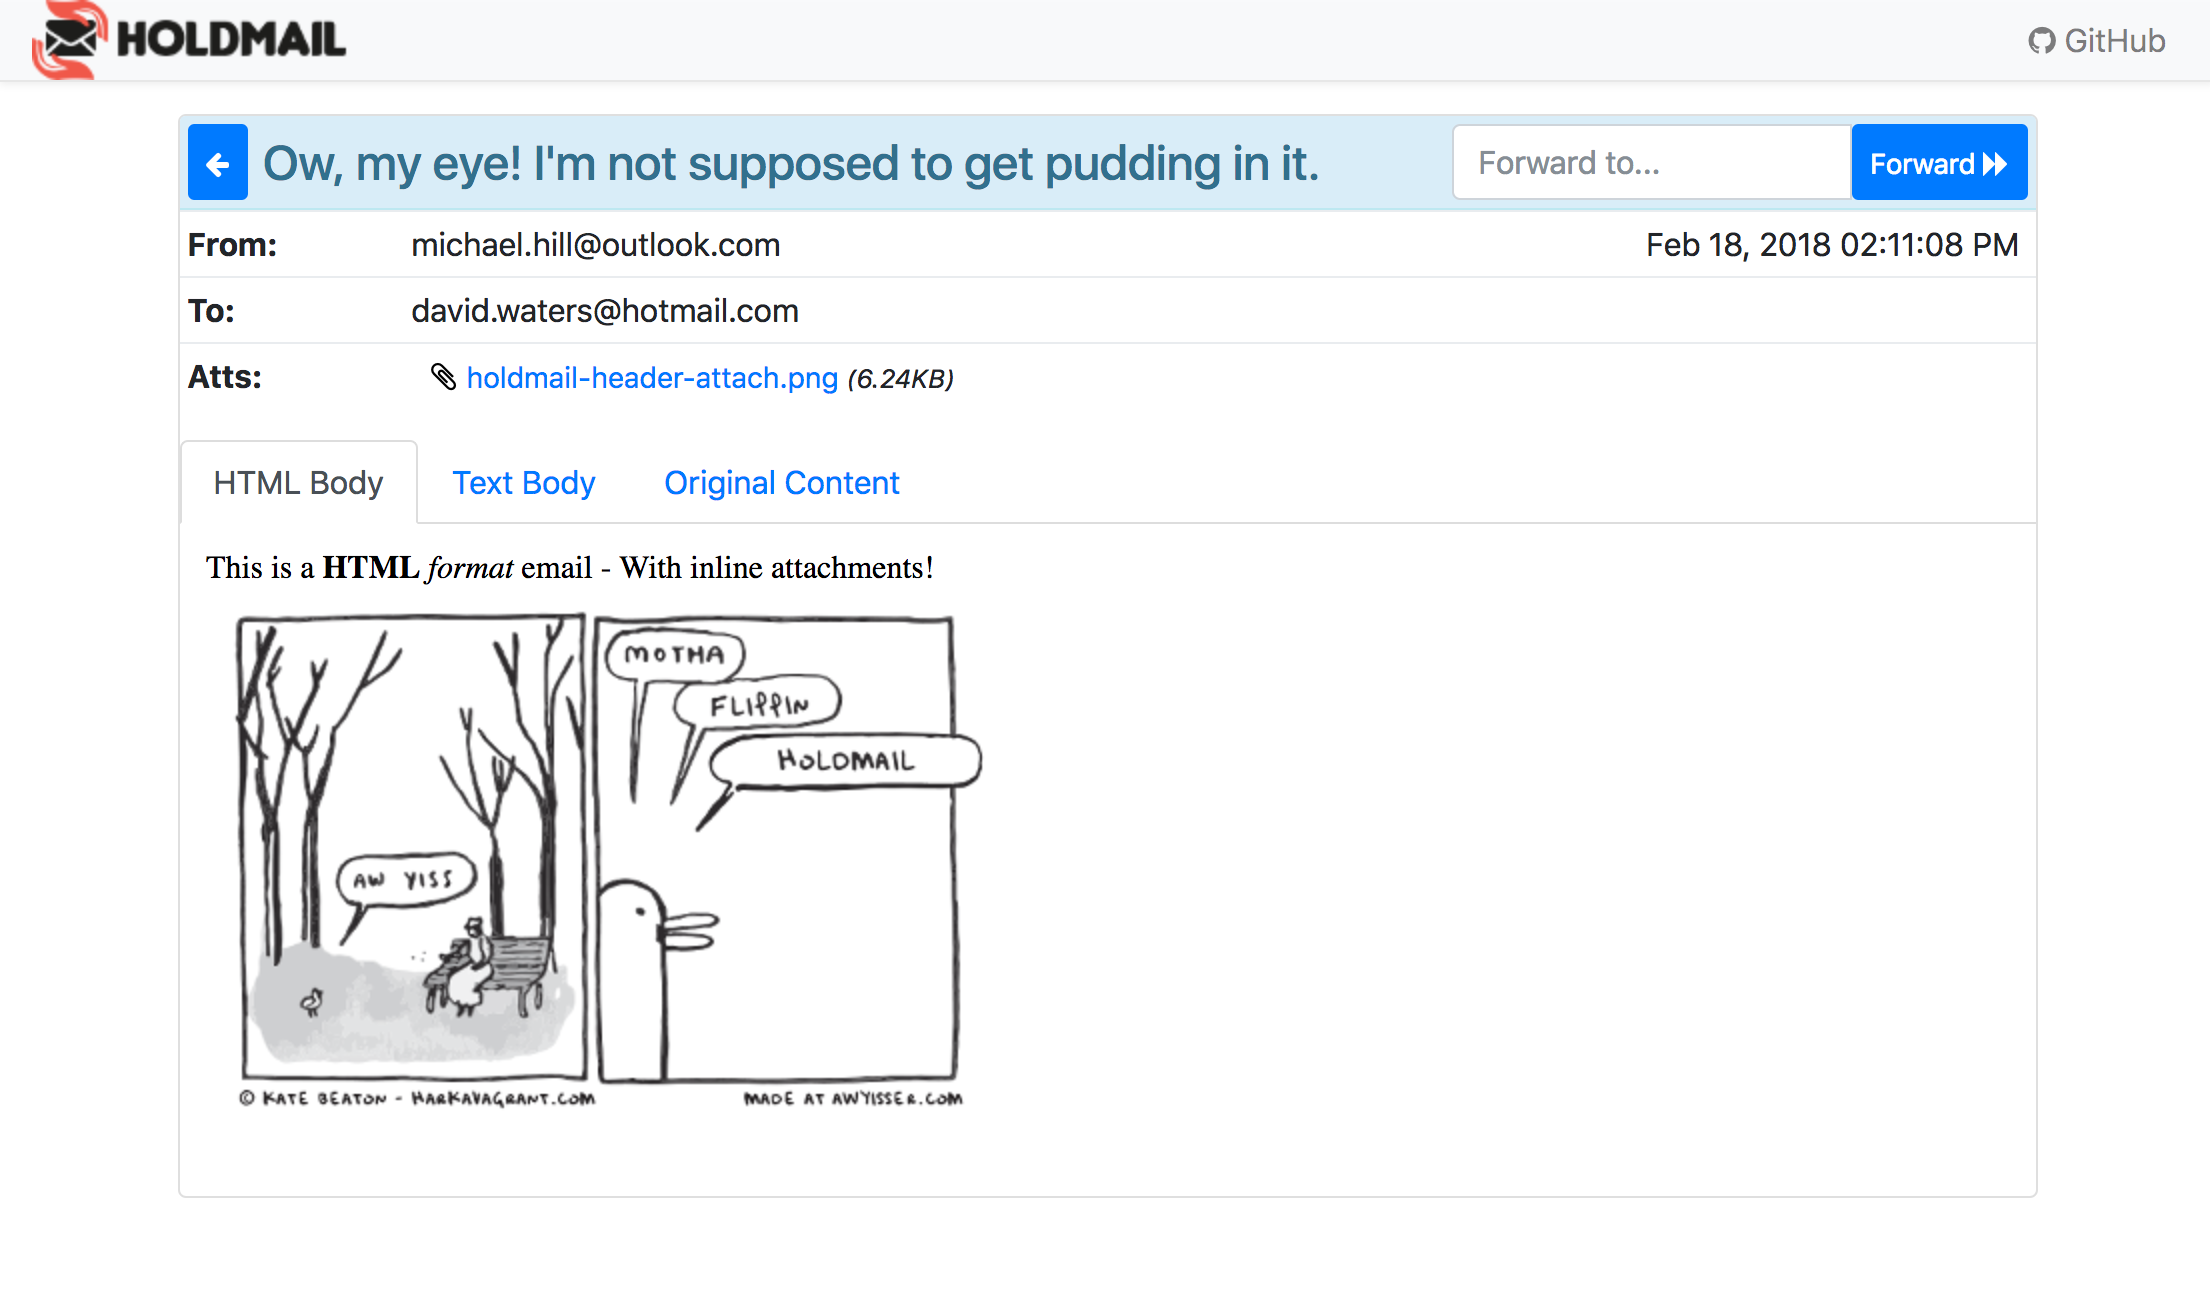 HOLDMAIL
GitHub
Ow, my eye! I'm not supposed to get pudding in it.
Forward to...
Forward
From: michael.hill@outlook.com Feb 18, 2018 02:11:08 PM
To: david.waters@hotmail.com
Atts: holdmail-header-attach.png (6.24KB)
HTML Body Text Body Original Content
This is a HTML format email - With inline attachments!
AW YISS
MOTHA
FLIPPIN
HOLDMAIL
© KATE BEATON - HARKAVAGRANT.COM
MADE AT AWYISSER.COM